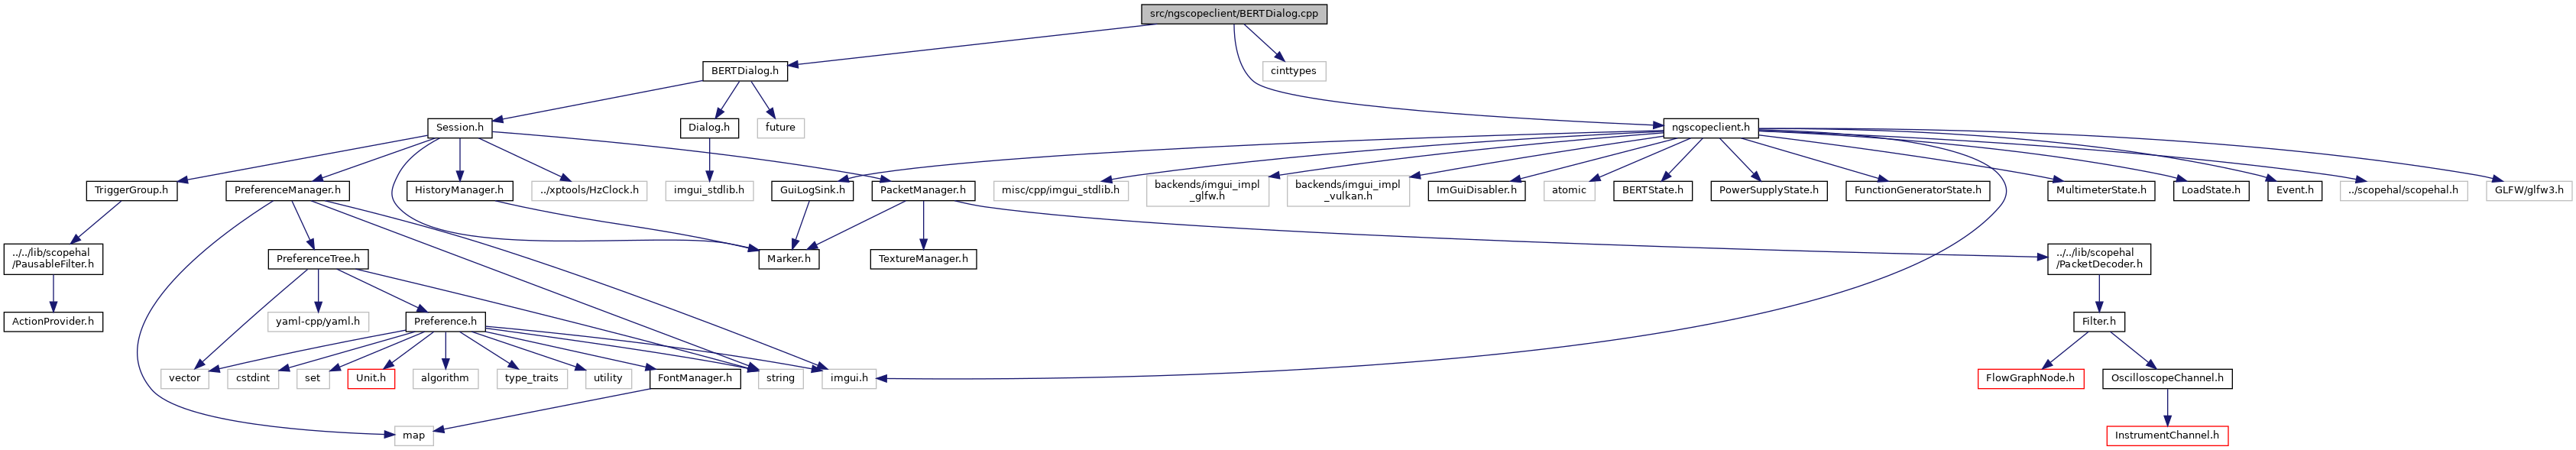 src/ngscopeclient/BERTDialog.cpp
BERTDialog.h
cinttypes
Session.h
Dialog.h
future
ngscopeclient.h
TriggerGroup.h
PreferenceManager.h
HistoryManager.h
../xptools/HzClock.h
imgui_stdlib.h
GuiLogSink.h
PacketManager.h
misc/cpp/imgui_stdlib.h
backends/imgui_impl
_glfw.h
backends/imgui_impl
_vulkan.h
ImGuiDisabler.h
atomic
BERTState.h
PowerSupplyState.h
FunctionGeneratorState.h
MultimeterState.h
LoadState.h
Event.h
../scopehal/scopehal.h
GLFW/glfw3.h
../../lib/scopehal
/PausableFilter.h
PreferenceTree.h
Marker.h
TextureManager.h
../../lib/scopehal
/PacketDecoder.h
ActionProvider.h
yaml-cpp/yaml.h
Preference.h
Filter.h
vector
cstdint
set
Unit.h
algorithm
type_traits
utility
FontManager.h
string
imgui.h
FlowGraphNode.h
OscilloscopeChannel.h
map
InstrumentChannel.h